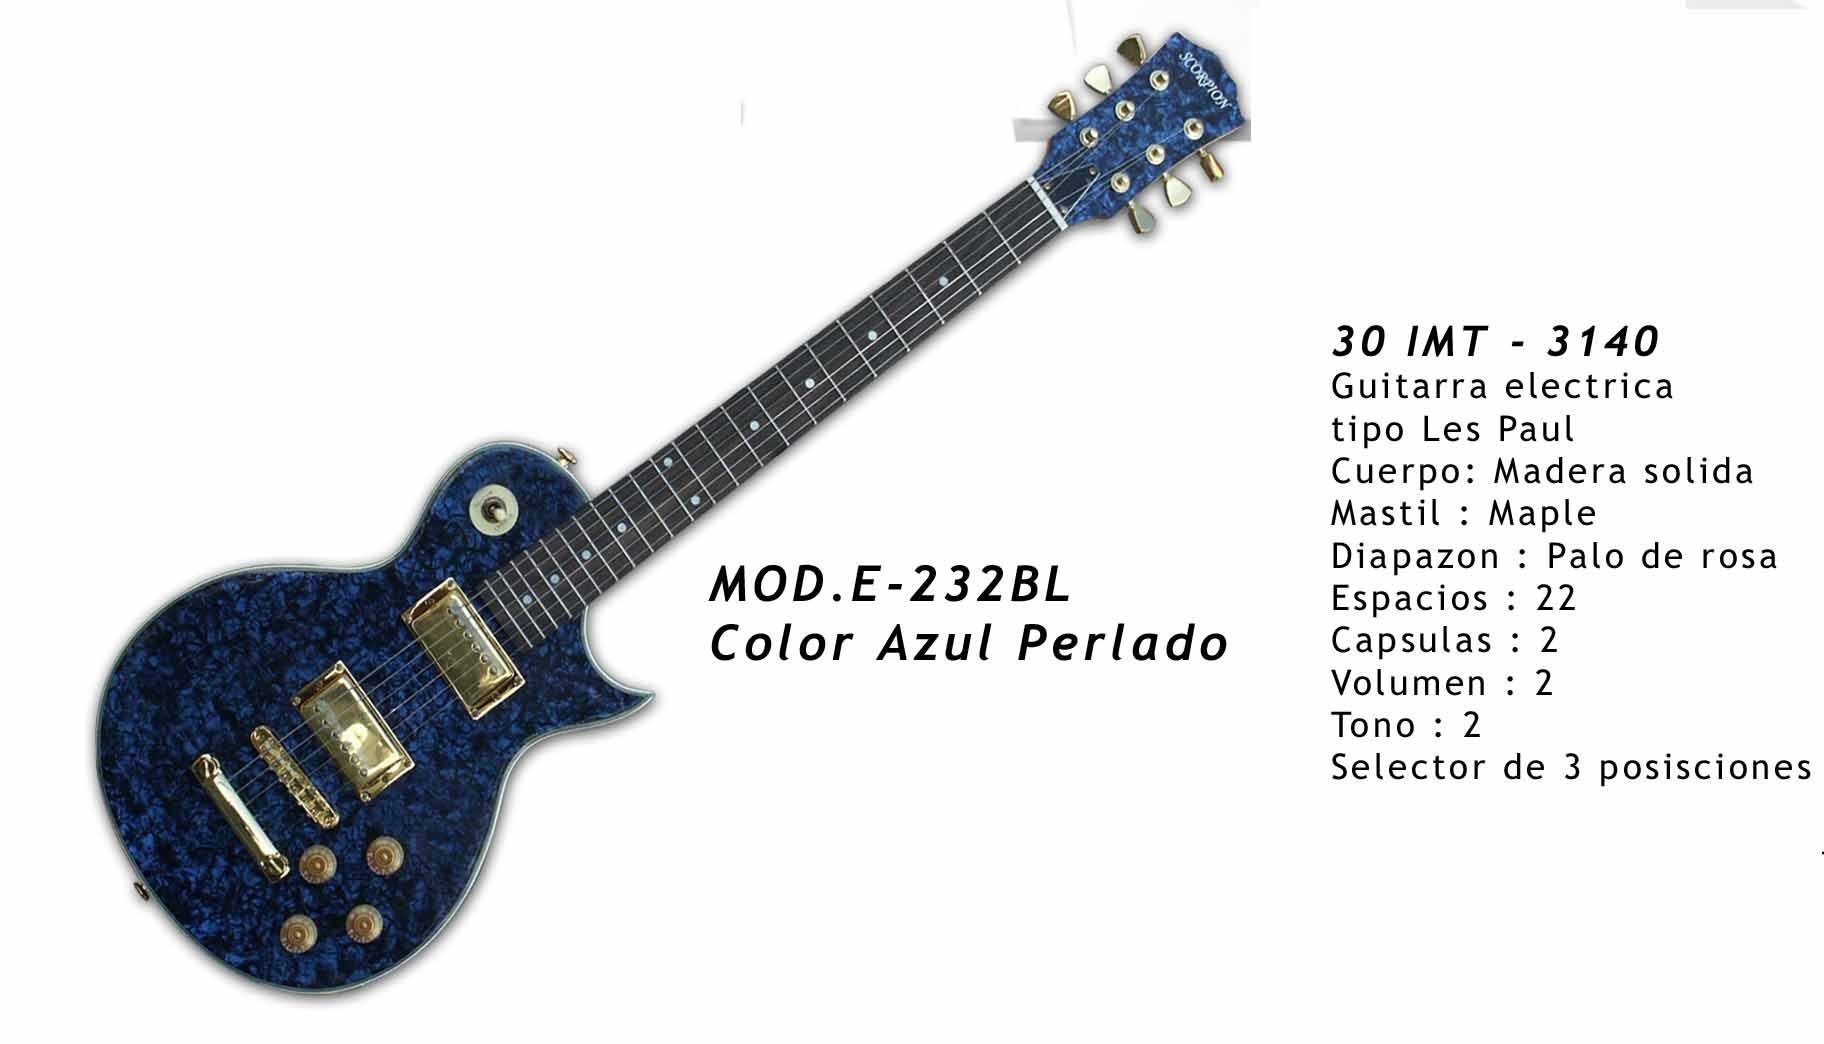 SCORPION
30 IMT - 3140
Guitarra electrica
tipo Les Paul
Cuerpo: Madera solida
Mastil : Maple
Diapazon : Palo de rosa
Espacios : 22
Capsulas : 2
Volumen : 2
Tono : 2
Selector de 3 posisciones
MOD.E-232BL
Color Azul Perlado